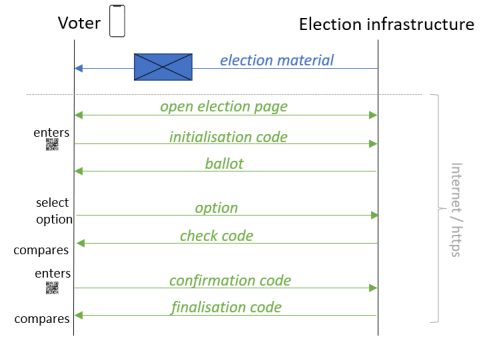 Voter
Election infrastructure
election material
open election page
enters
initialisation code
ballot
select
option
option
check code
compares
enters
confirmation code
finalisation code
compares
Internet / https